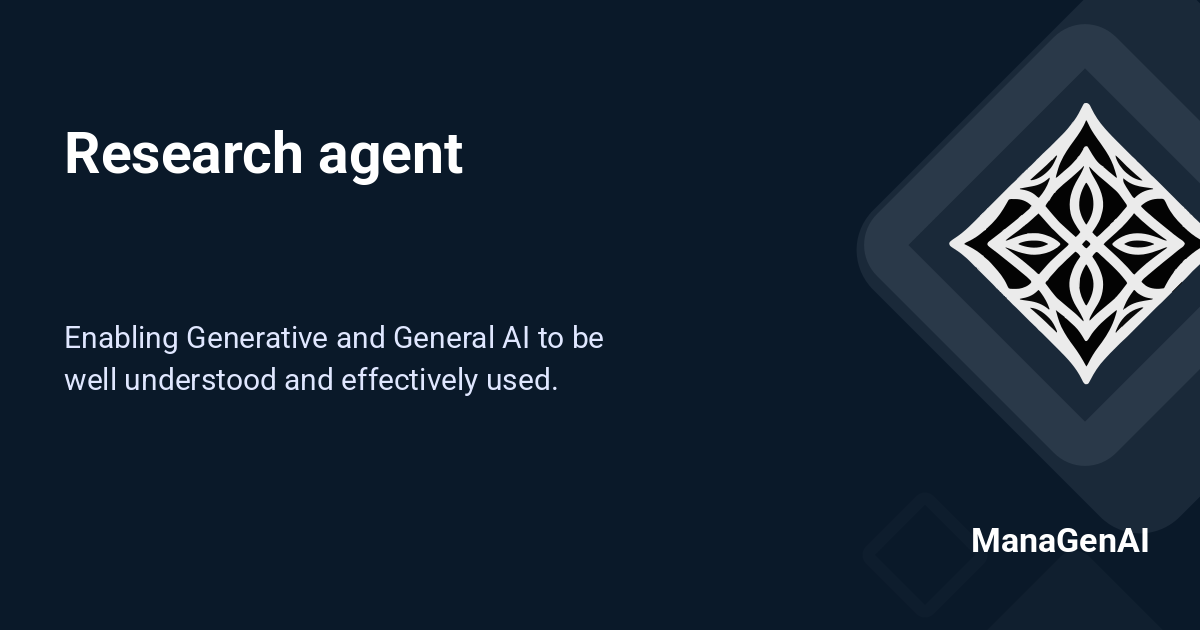 Research agent
Enabling Generative and General AI to be
well understood and effectively used.
ManaGenAI